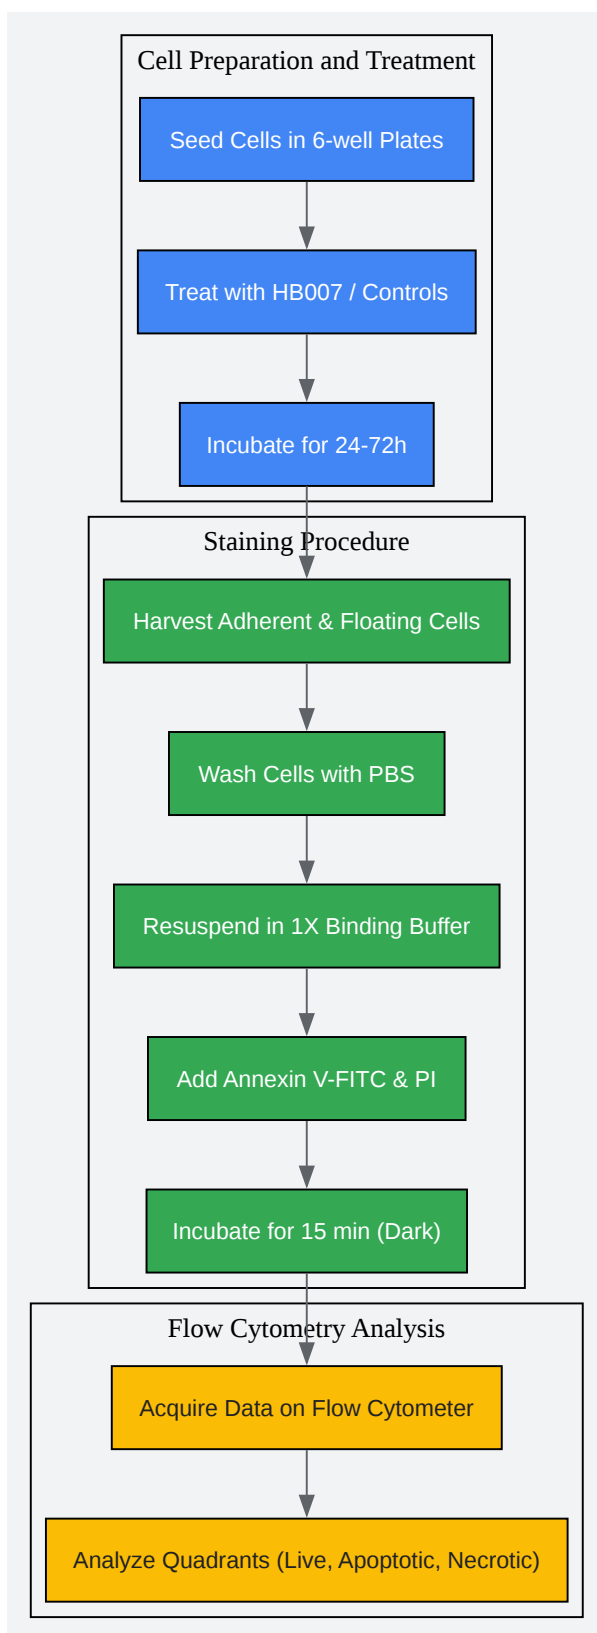 Cell Preparation and Treatment
Seed Cells in 6-well Plates
Treat with HB007 / Controls
Incubate for 24-72h
Staining Procedure
Harvest Adherent & Floating Cells
Wash Cells with PBS
Resuspend in 1X Binding Buffer
Add Annexin V-FITC & PI
Incubate for 15 min (Dark)
Flow Cytometry Analysis
Acquire Data on Flow Cytometer
Analyze Quadrants (Live, Apoptotic, Necrotic)